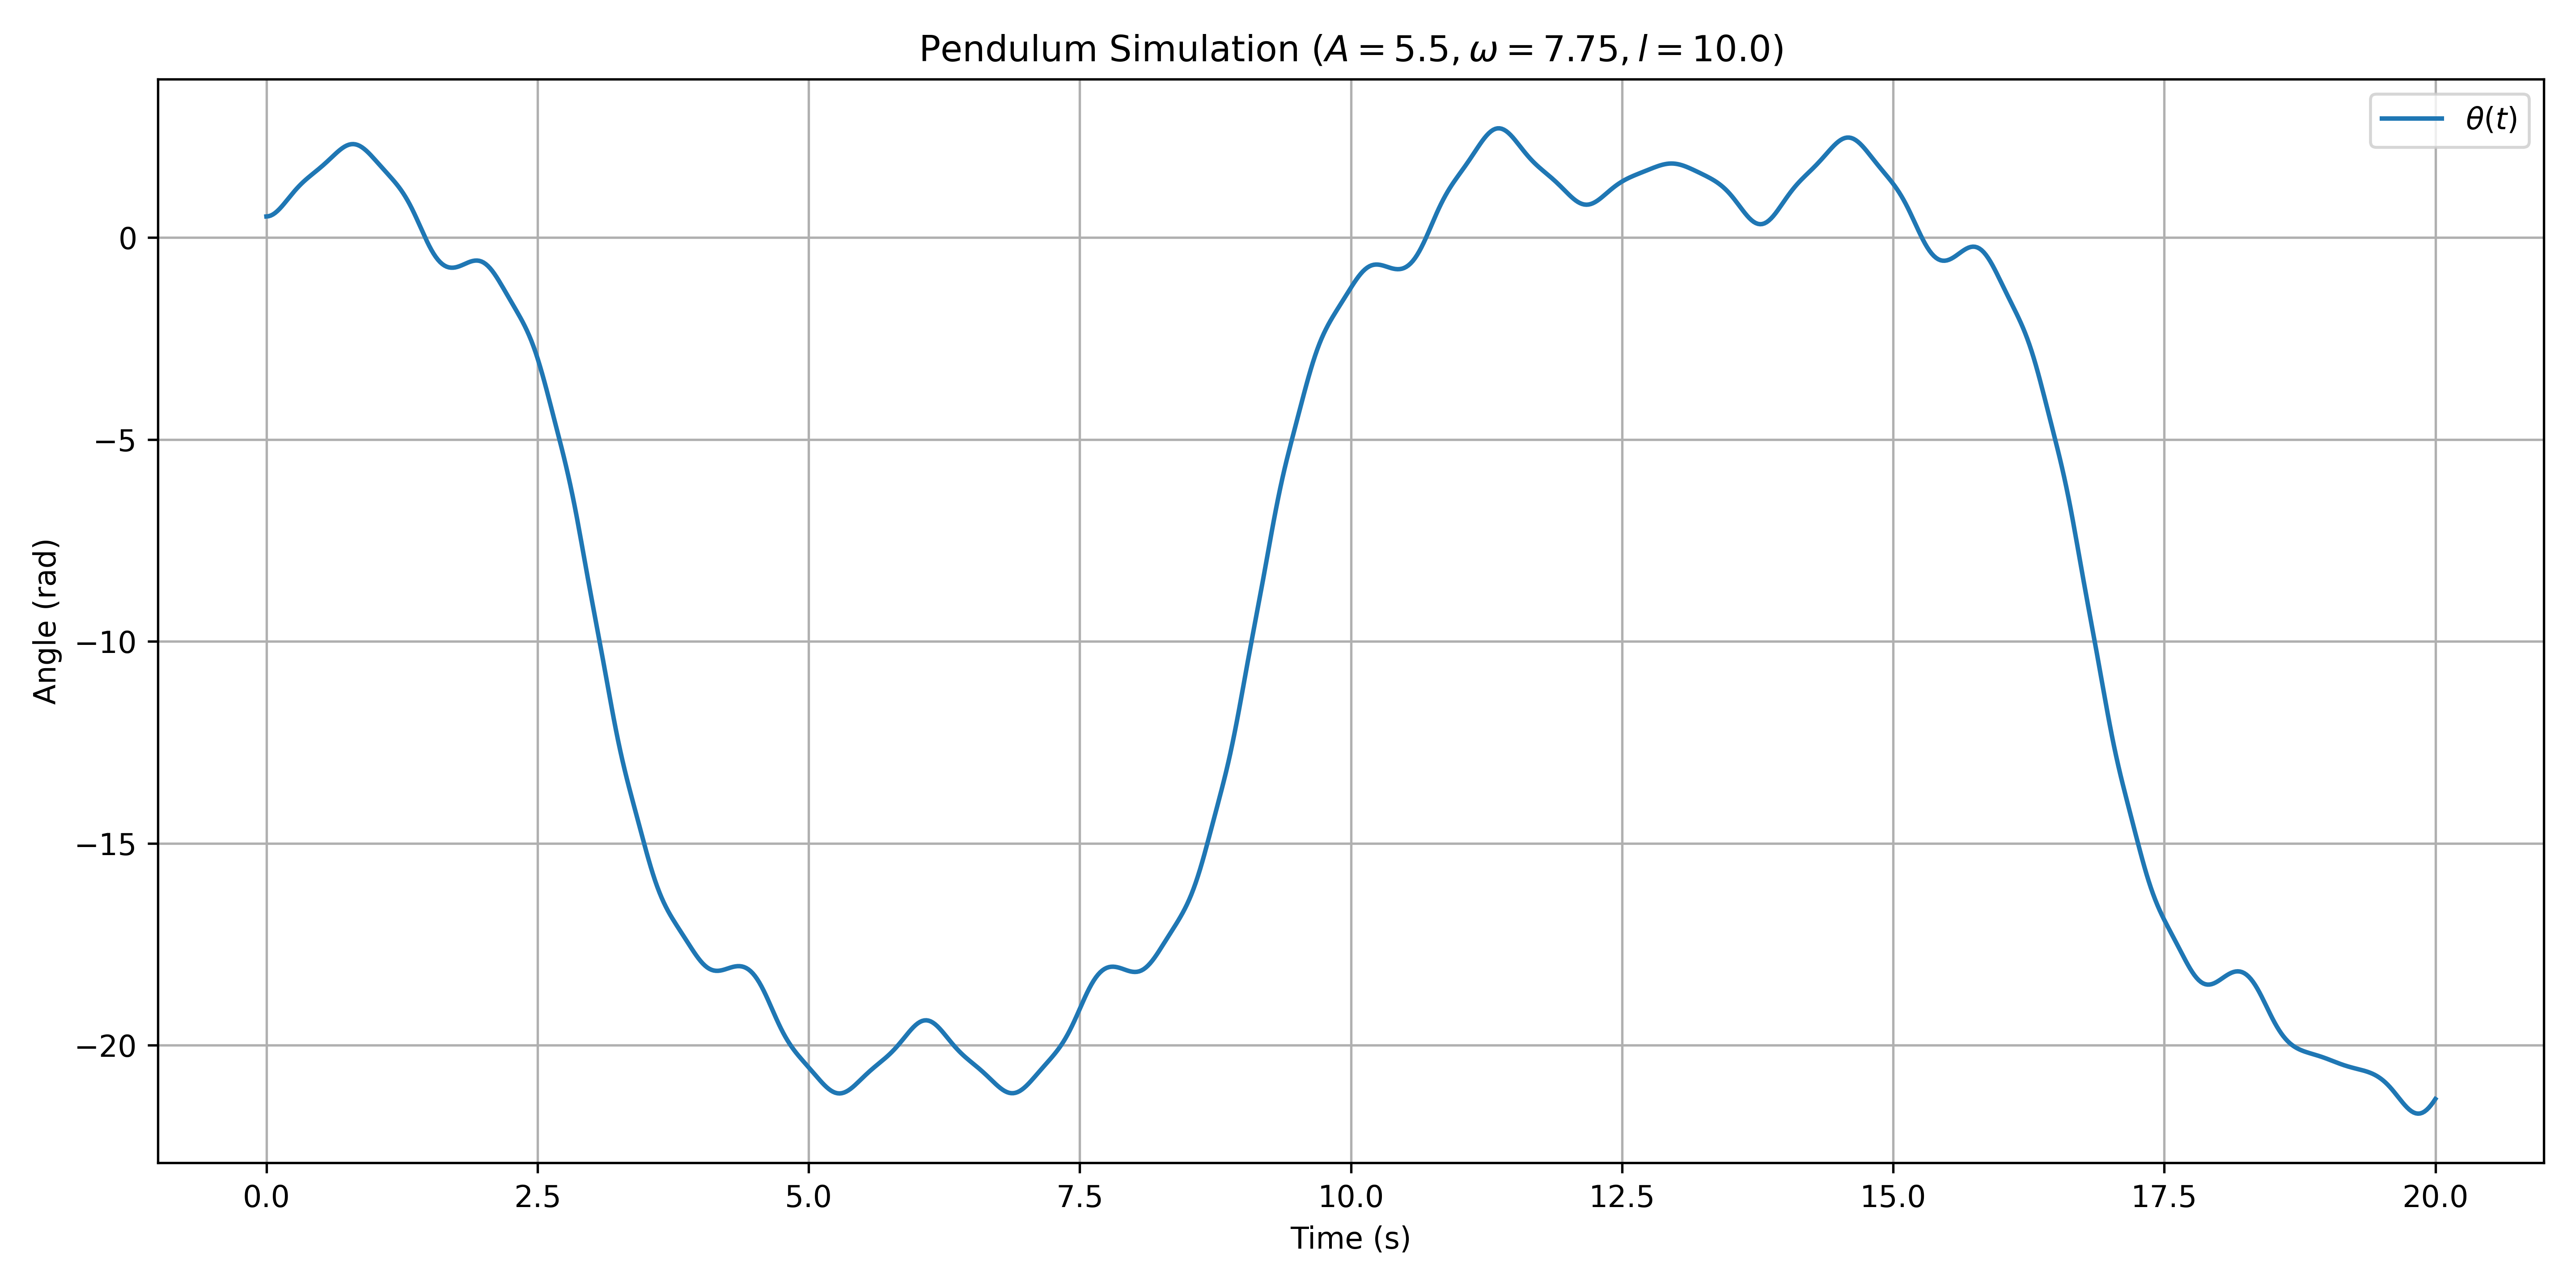 Pendulum Simulation (A = 5.5, ω = 7.75, l = 10.0)
θ(t)
Angle (rad)
0
−5
−10
−15
−20
0.0 2.5 5.0 7.5 10.0 12.5 15.0 17.5 20.0
Time (s)